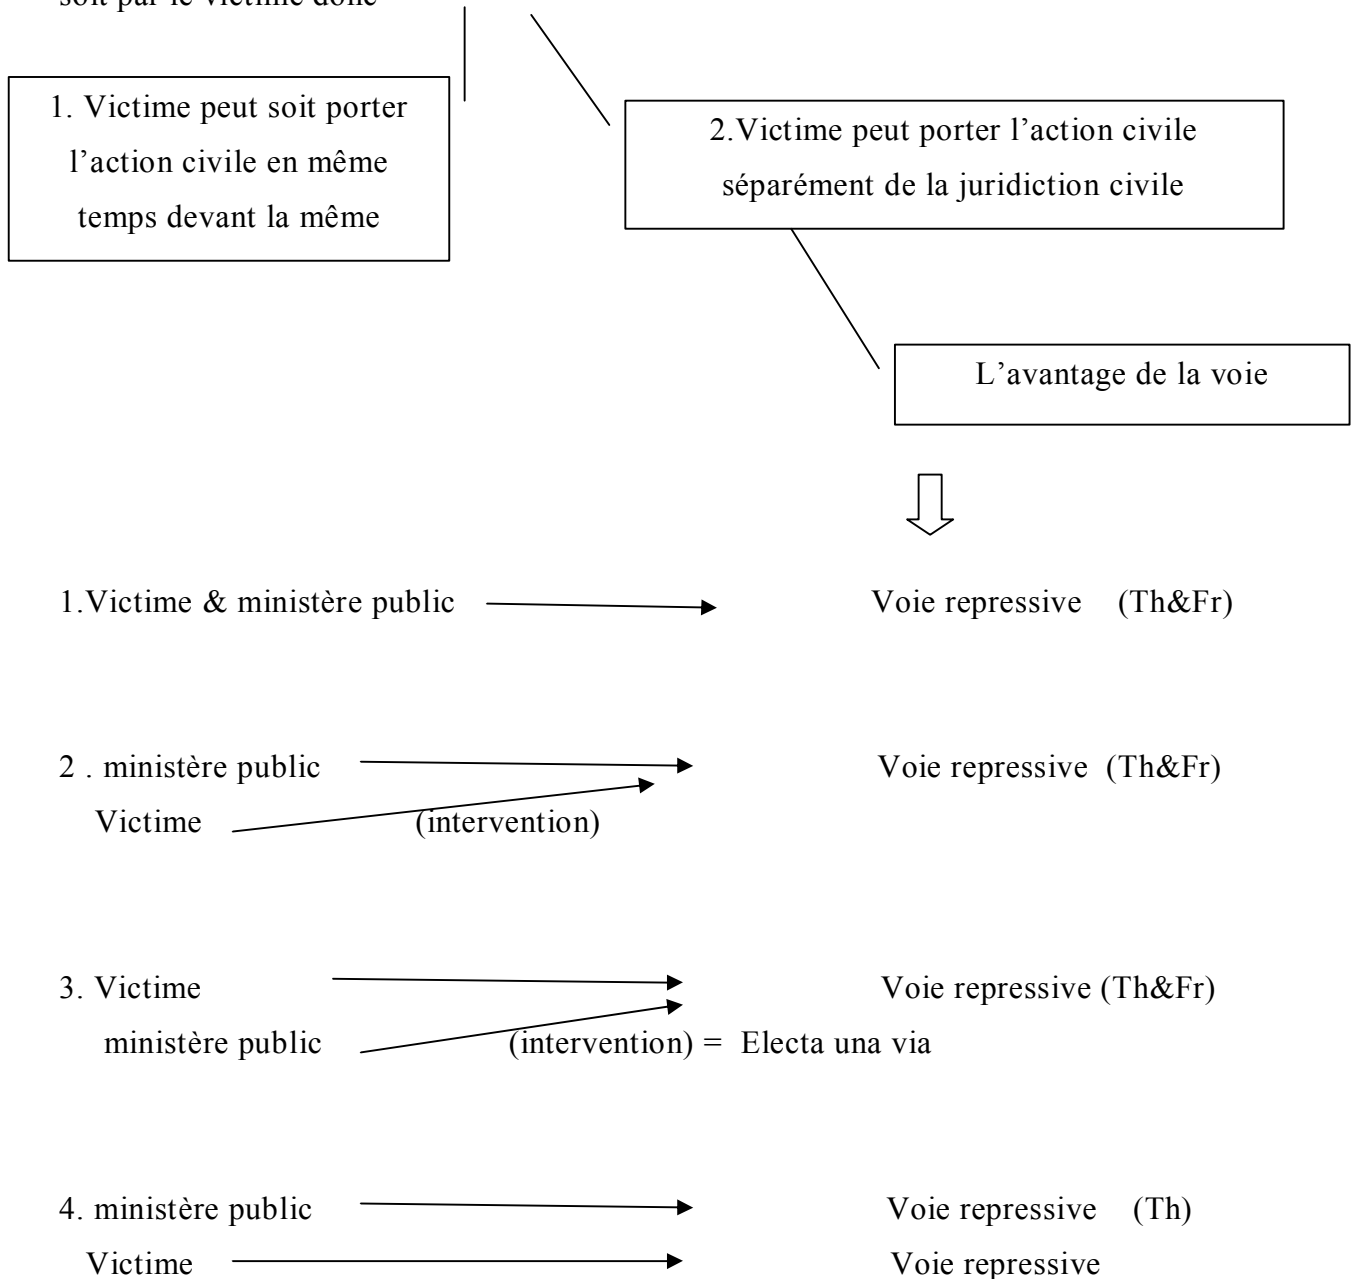 soit par le victime donc
1. Victime peut soit porter
l’action civile en même
temps devant la même
2.Victime peut porter l’action civile
séparément de la juridiction civile
L’avantage de la voie
1.Victime & ministère public Voie repressive (Th&Fr)
2 . ministère public Voie repressive (Th&Fr)
Victime (intervention)
3. Victime Voie repressive (Th&Fr)
ministère public (intervention) = Electa una via
4. ministère public Voie repressive (Th)
Victime Voie repressive